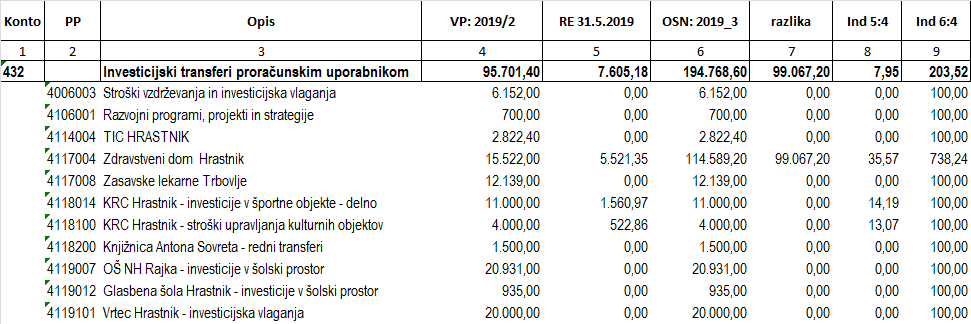 Konto PP Opis VP: 2019/2 RE 31.5.2019 OSN: 2019_3 razlika Ind 5:4 Ind 6:4
1 2 3 4 5 6 7 8 9
432 Investicijski transferi proračunskim uporabnikom 95.701,40 7.605,18 194.768,60 99.067,20 7,95 203,52
4006003 Stroški vzdrževanja in investicijska vlaganja 6.152,00 0,00 6.152,00 0,00 0,00 100,00
4106001 Razvojni programi, projekti in strategije 700,00 0,00 700,00 0,00 0,00 100,00
4114004 TIC HRASTNIK 2.822,40 0,00 2.822,40 0,00 0,00 100,00
4117004 Zdravstveni dom Hrastnik 15.522,00 5.521,35 114.589,20 99.067,20 35,57 738,24
4117008 Zasavske lekarne Trbovlje 12.139,00 0,00 12.139,00 0,00 0,00 100,00
4118014 KRC Hrastnik - investicije v športne objekte - delno 11.000,00 1.560,97 11.000,00 0,00 14,19 100,00
4118100 KRC Hrastnik - stroški upravljanja kulturnih objektov 4.000,00 522,86 4.000,00 0,00 13,07 100,00
4118200 Knjižnica Antona Sovreta - redni transferi 1.500,00 0,00 1.500,00 0,00 0,00 100,00
4119007 OŠ NH Rajka - investicije v šolski prostor 20.931,00 0,00 20.931,00 0,00 0,00 100,00
4119012 Glasbena šola Hrastnik - investicije v šolski prostor 935,00 0,00 935,00 0,00 0,00 100,00
4119101 Vrtec Hrastnik - investicijska vlaganja 20.000,00 0,00 20.000,00 0,00 0,00 100,00